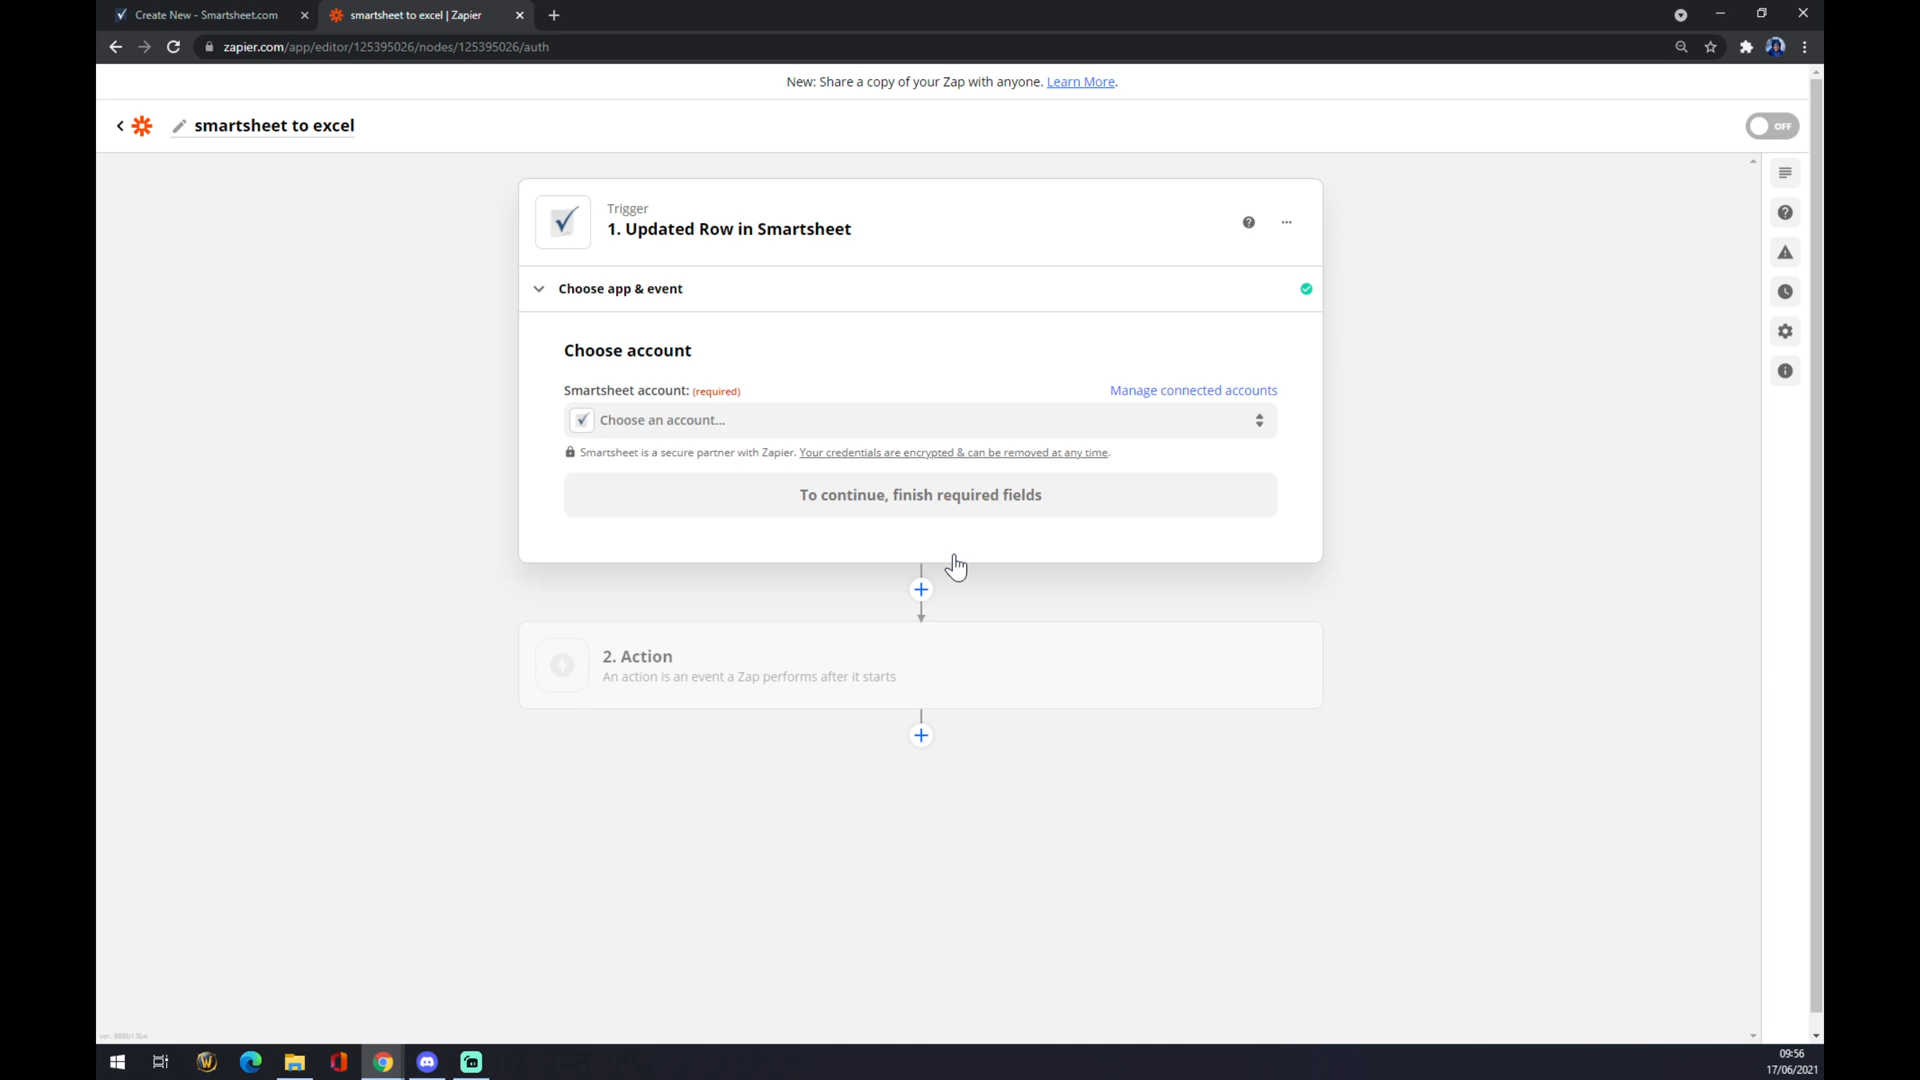 Create New - Smartsheet.com
smartsheet to excel | Zapier
zapier.com/app/editor/125395026/nodes/125395026/auth
New: Share a copy of your Zap with anyone. Learn More.
smartsheet to excel
OFF
Trigger
1. Updated Row in Smartsheet
Choose app & event
Choose account
Smartsheet account: (required)
Manage connected accounts
Choose an account...
Smartsheet is a secure partner with Zapier. Your credentials are encrypted & can be removed at any time.
To continue, finish required fields
2. Action
An action is an event a Zap performs after it starts
09:56
17/06/2021